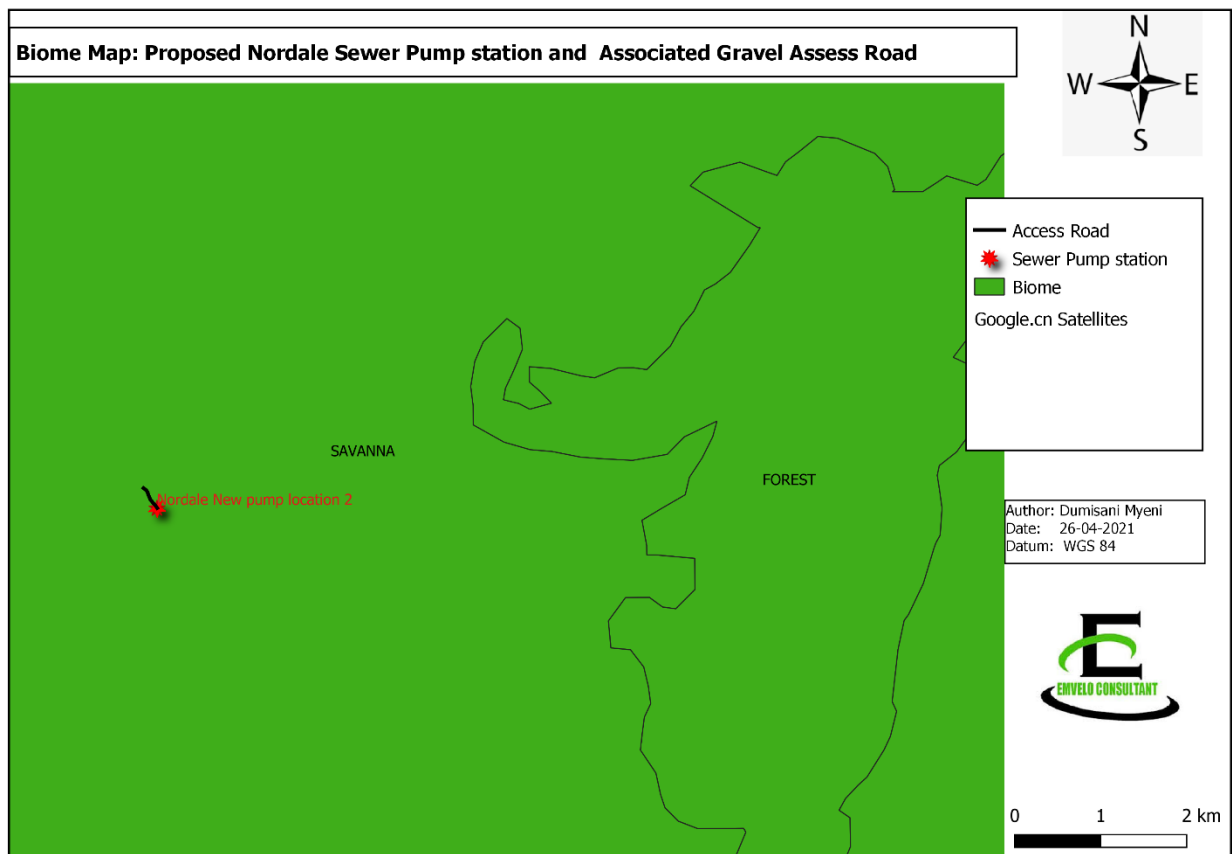 Biome Map: Proposed Nordale Sewer Pump station and Associated Gravel Assess Road
N
W E
S
Access Road
Sewer Pump station
Biome
Google.cn Satellites
SAVANNA
FOREST
Nordale New pump location 2
Author: Dumisani Myeni
Date: 26-04-2021
Datum: WGS 84
E
EMVELO CONSULTANT
0 1 2 km